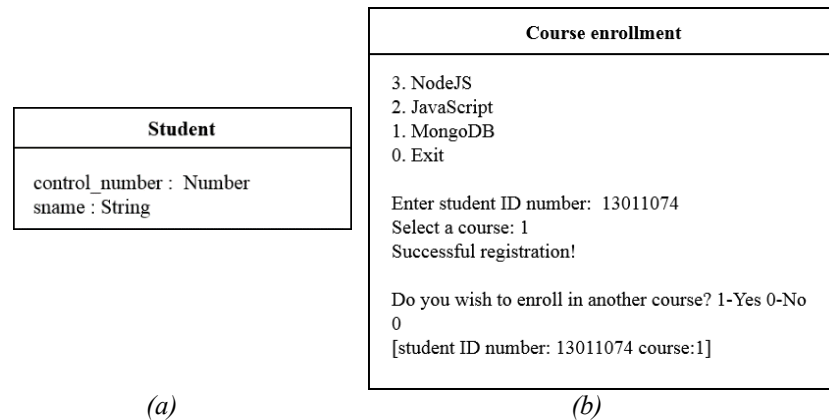 Student
control_number : Number
sname : String
(a)
Course enrollment
3. NodeJS
2. JavaScript
1. MongoDB
0. Exit
Enter student ID number: 13011074
Select a course: 1
Successful registration!
Do you wish to enroll in another course? 1-Yes 0-No
0
[student ID number: 13011074 course:1]
(b)